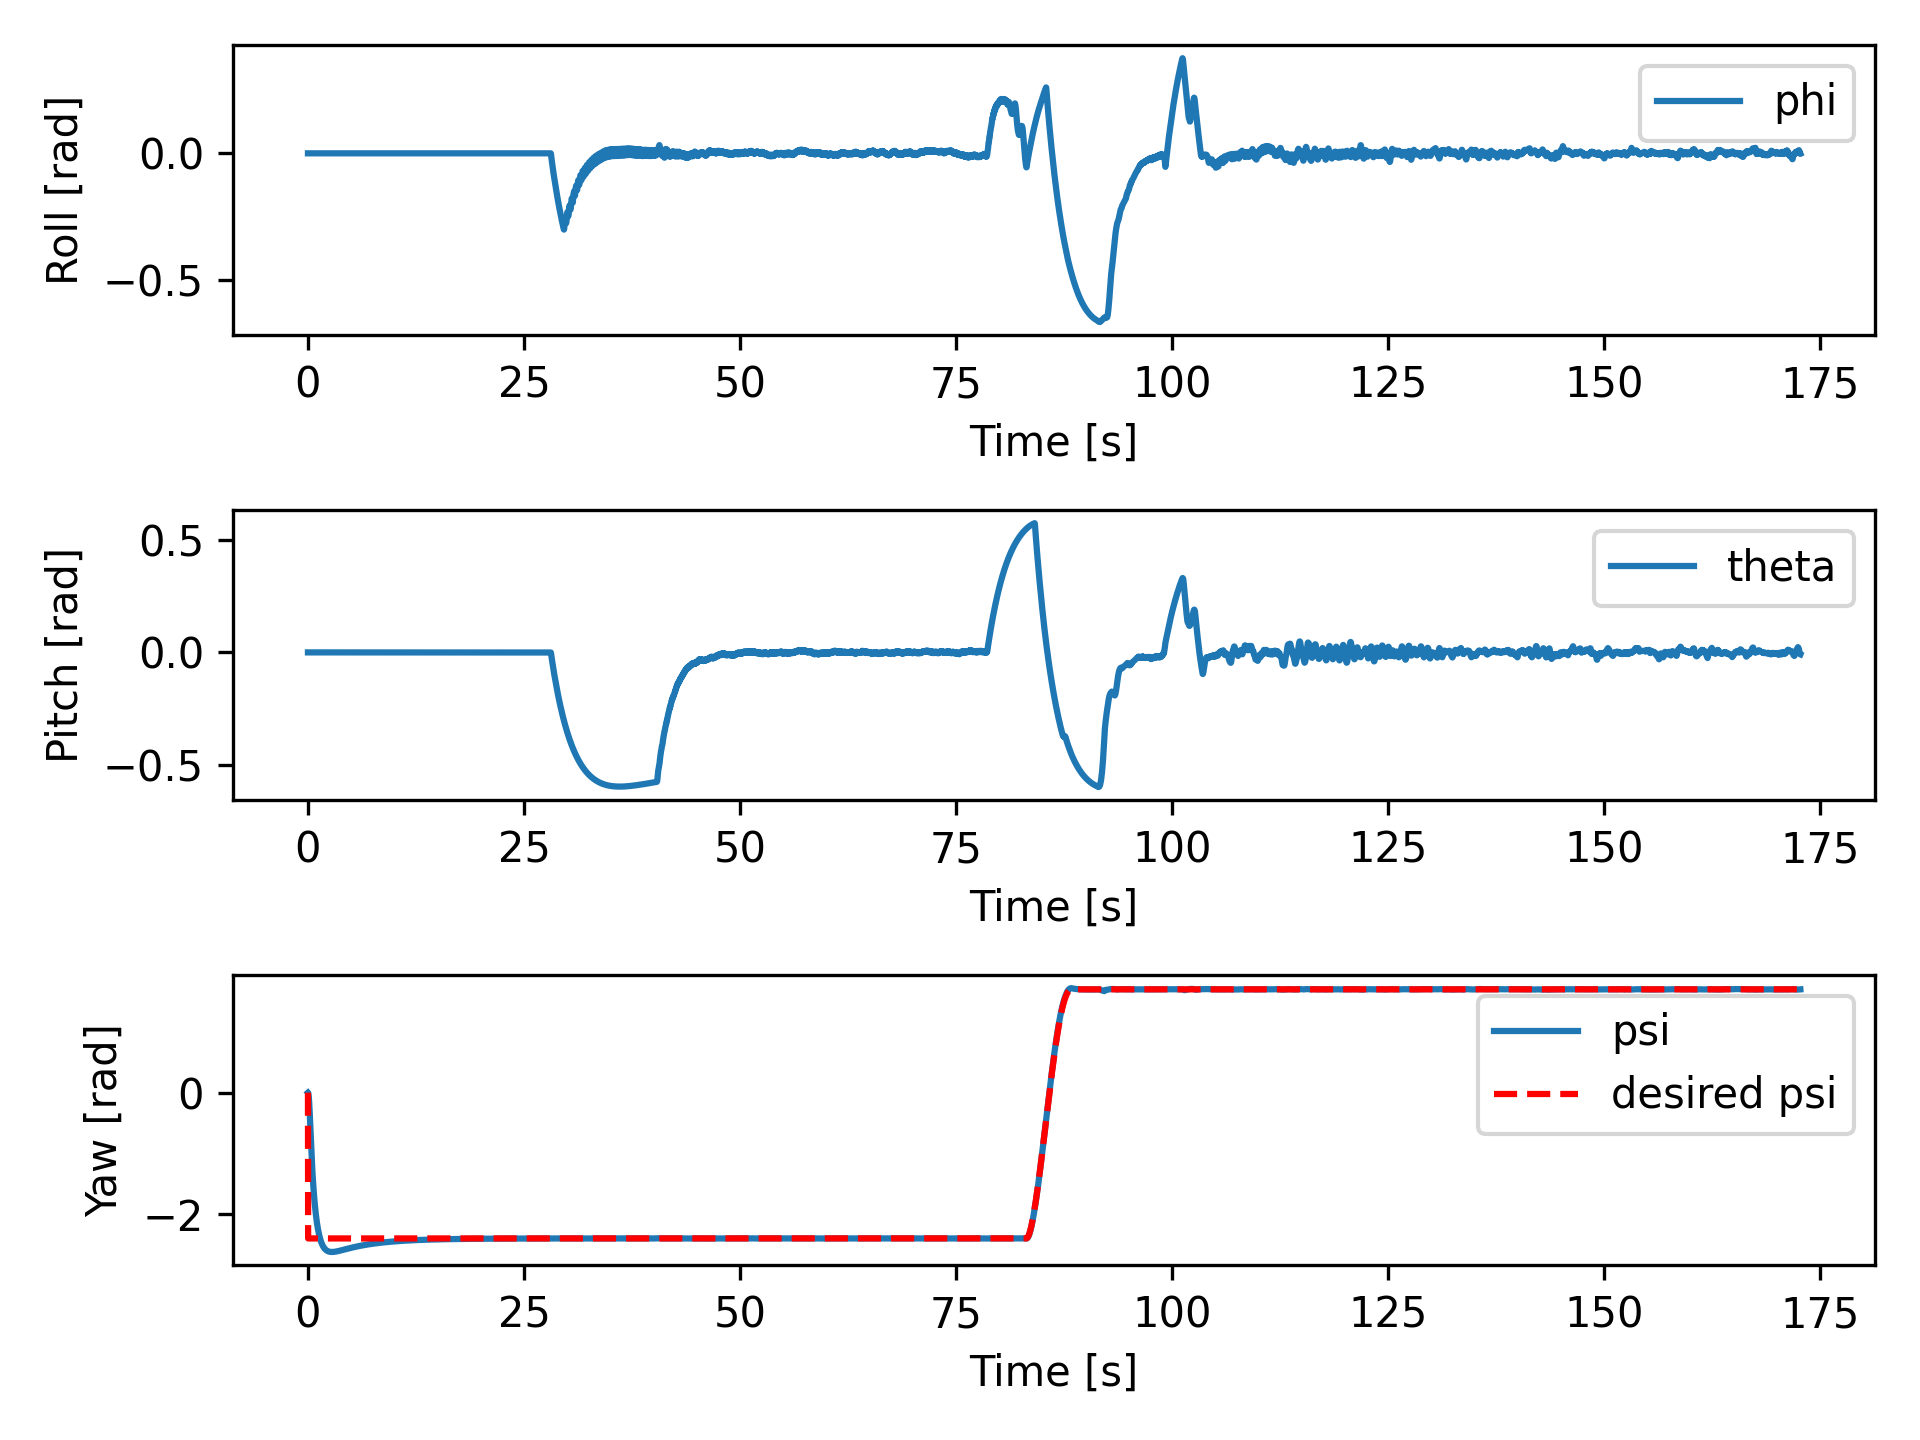 phi
0.0
−0.5
Roll [rad]
0 25 50 75 100 125 150 175
Time [s]
theta
0.5
0.0
−0.5
Pitch [rad]
0 25 50 75 100 125 150 175
Time [s]
psi
desired psi
0
−2
Yaw [rad]
0 25 50 75 100 125 150 175
Time [s]